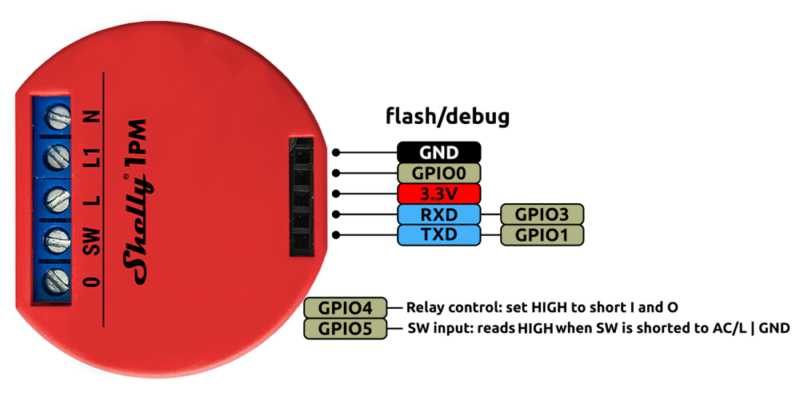 N
L1
L
SW
0
Shelly® 1PM
flash/debug
GND
GPIO0
3.3V
RXD GPIO3
TXD GPIO1
GPIO4 Relay control: set HIGH to short I and O
GPIO5 SW input: reads HIGH when SW is shorted to AC/L | GND